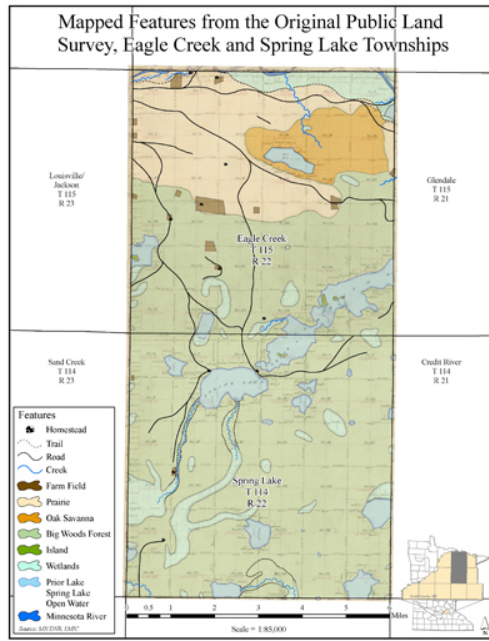 Mapped Features from the Original Public Land
Survey, Eagle Creek and Spring Lake Townships
Louisville/
Jackson
T 115
R 23
Glendale
T 115
R 21
Eagle Creek
T 115
R 22
Sand Creek
T 114
R 23
Credit River
T 114
R 21
Spring Lake
T 114
R 22
Features
Homestead
Trail
Road
Creek
Farm Field
Prairie
Oak Savanna
Big Woods Forest
Island
Wetlands
Prior Lake
Spring Lake
Open Water
Minnesota River
0 0.5 1 2 3 4 5 6
Miles
Scale = 1:85,000